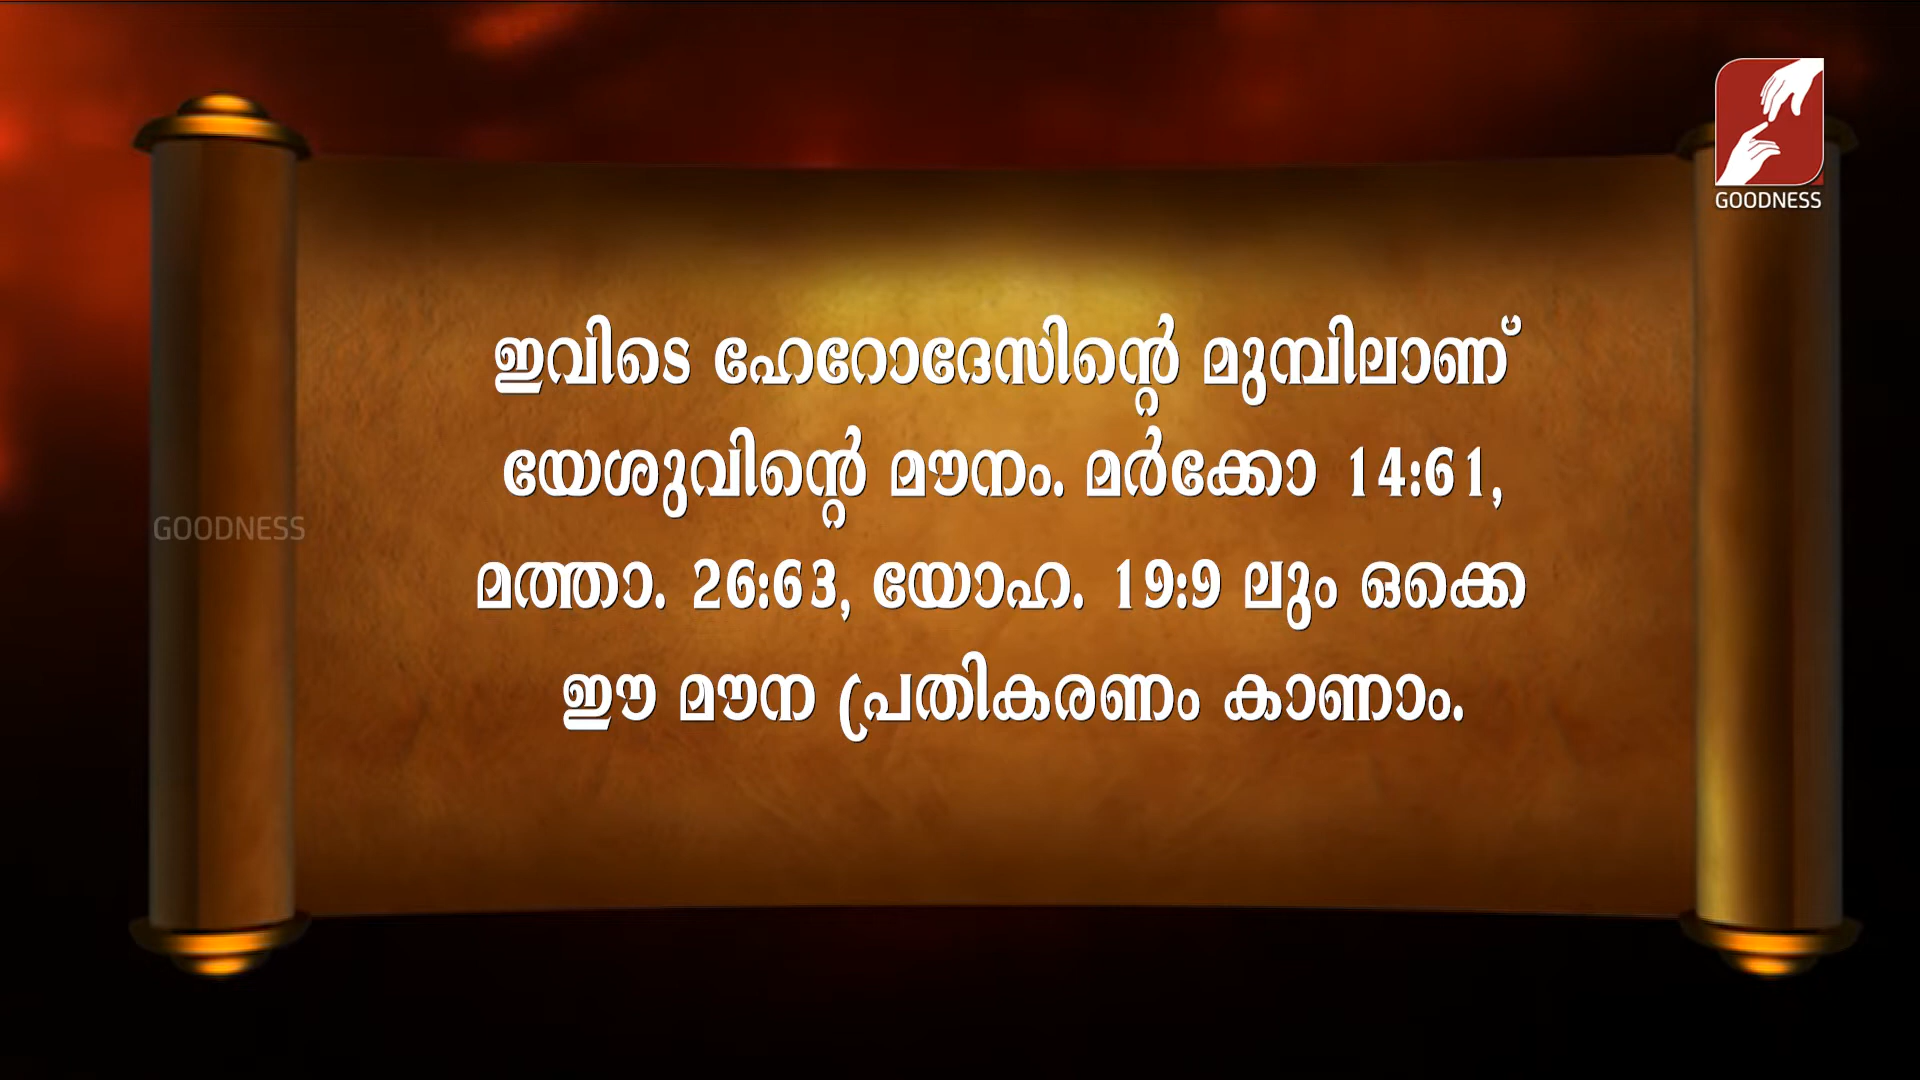 GOODNESS
ഇവിടെ ഹേറോദേസിന്റെ മുമ്പിലാണ്
യേശുവിന്റെ മൗനം. മർക്കോ 14:61,
GOODNESS
മത്താ. 26:63, യോഹ. 19:9 ലും ഒക്കെ
ഈ മൗന പ്രതികരണം കാണാം.